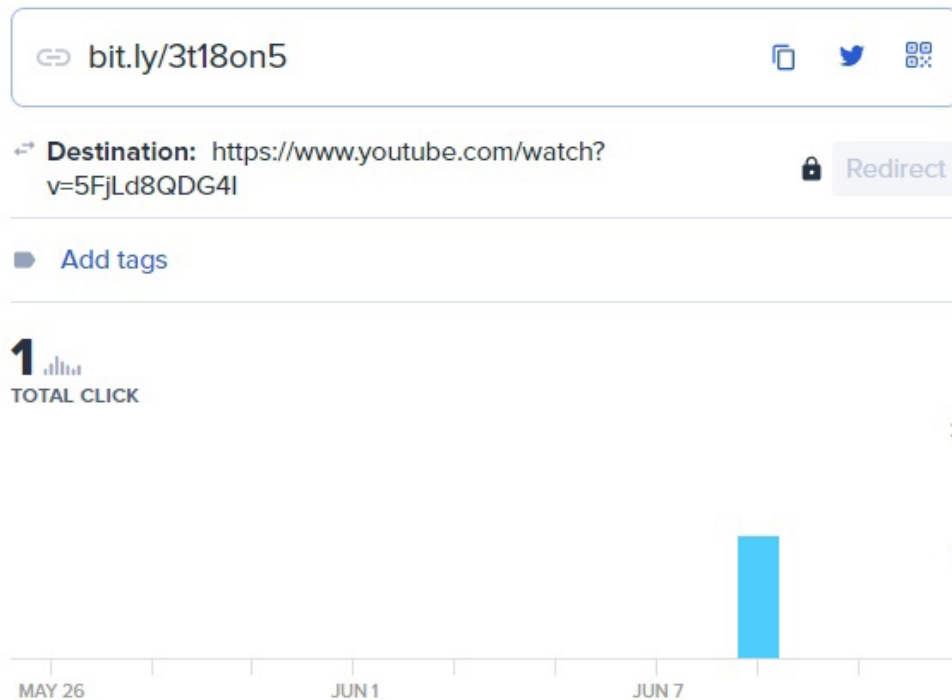 bit.ly/3t18on5
Destination: https://www.youtube.com/watch?
v=5FjLd8QDG4I
Redirect
Add tags
1
TOTAL CLICK
MAY 26
JUN 1
JUN 7